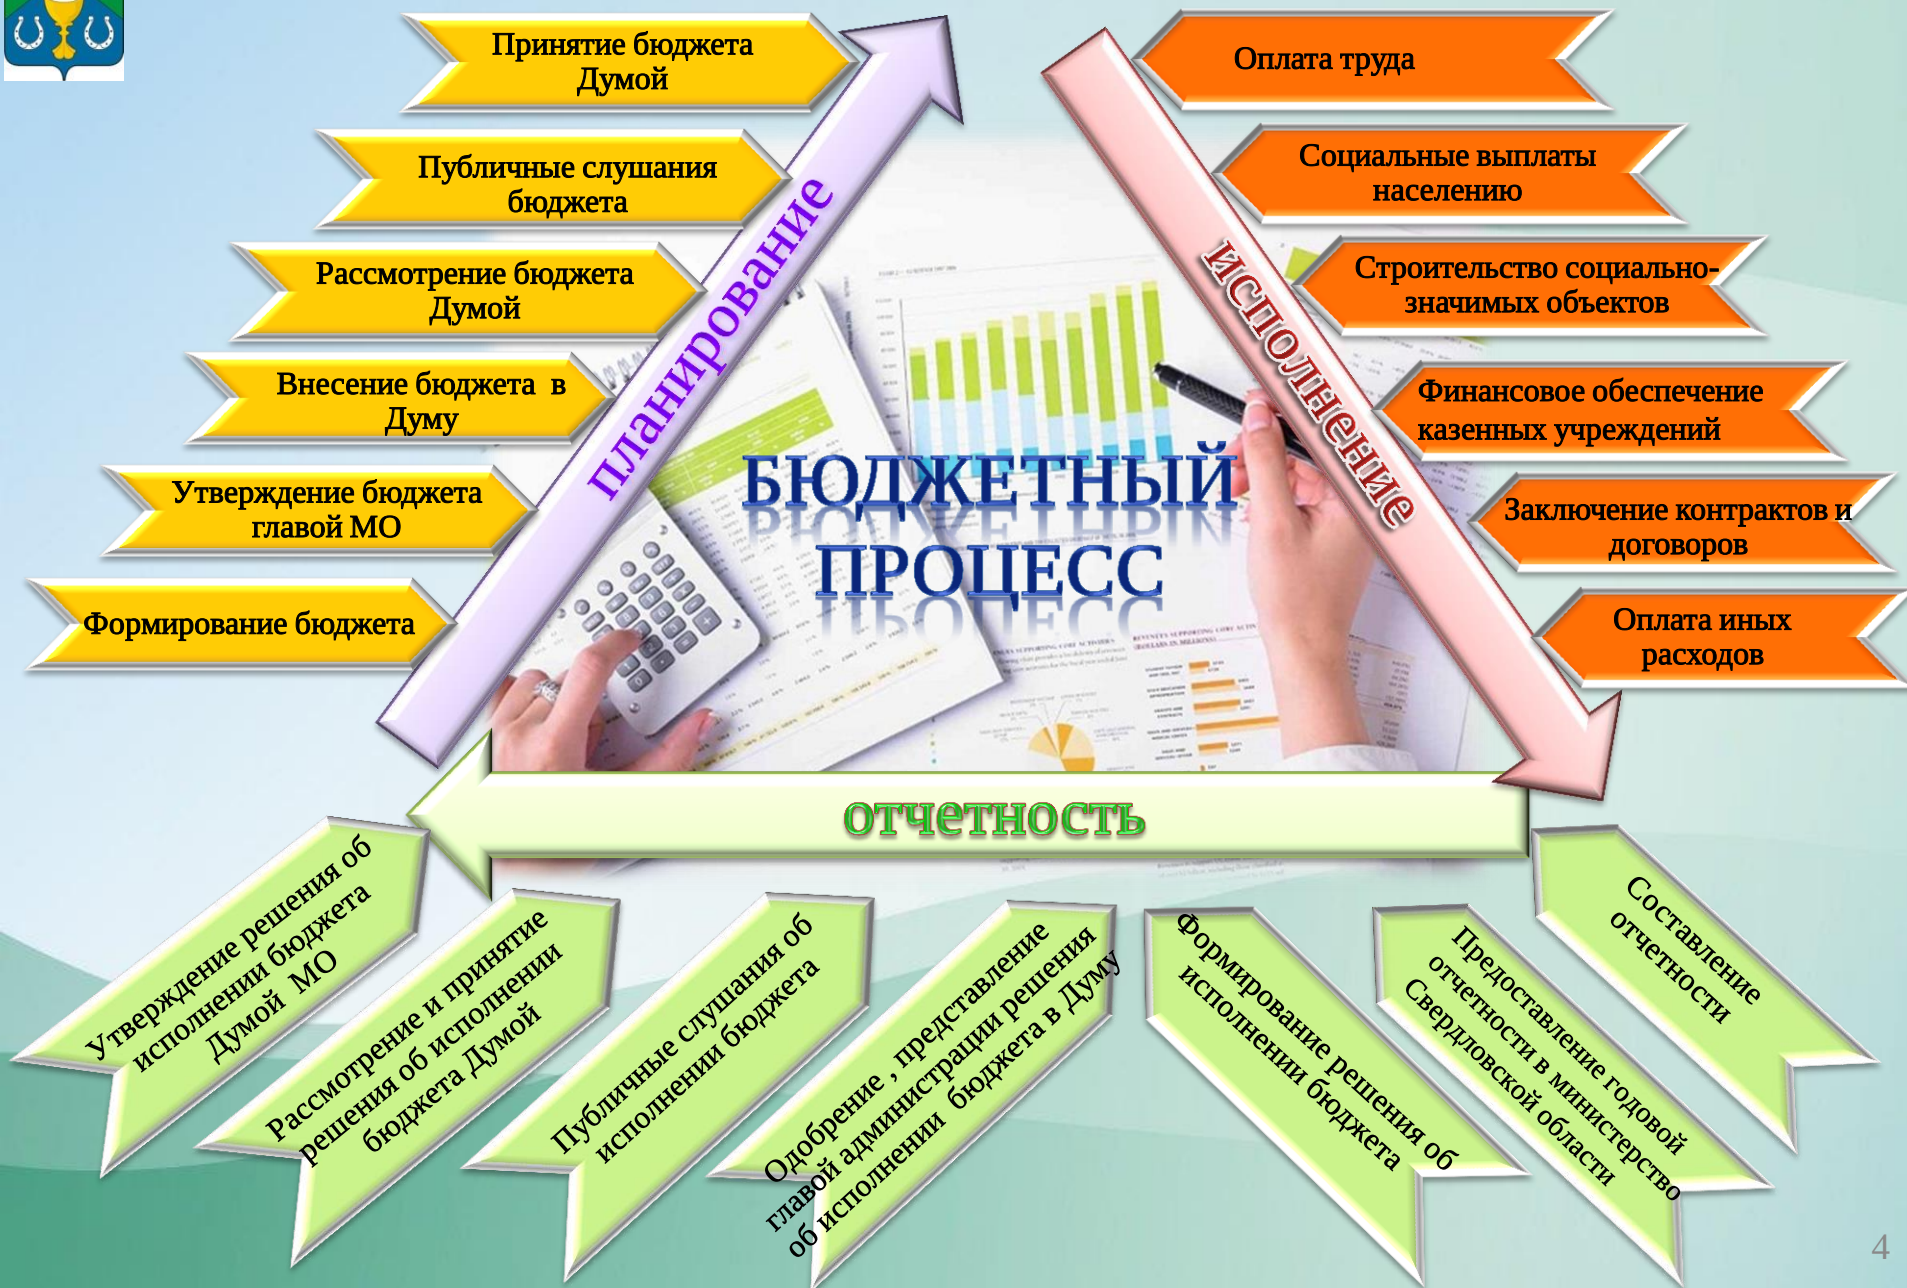 Принятие бюджета
Думой
Публичные слушания
бюджета
Рассмотрение бюджета
Думой
Внесение бюджета в
Думу
Утверждение бюджета
главой МО
Формирование бюджета
планирование
Оплата труда
Социальные выплаты
населению
Строительство социально-
значимых объектов
Финансовое обеспечение
казенных учреждений
Заключение контрактов и
договоров
Оплата иных
расходов
исполнение
БЮДЖЕТНЫЙ
ПРОЦЕСС
отчетность
Утверждение решения об
исполнении бюджета
Думой МО
Рассмотрение и принятие
решения об исполнении
бюджета Думой
Публичные слушания об
исполнении бюджета
Одобрение , представление
главой администрации решения
об исполнении бюджета в Думу
Формирование решения об
исполнении бюджета
Предоставление годовой
отчетности в министерство
Свердловской области
Составление
отчетности
4